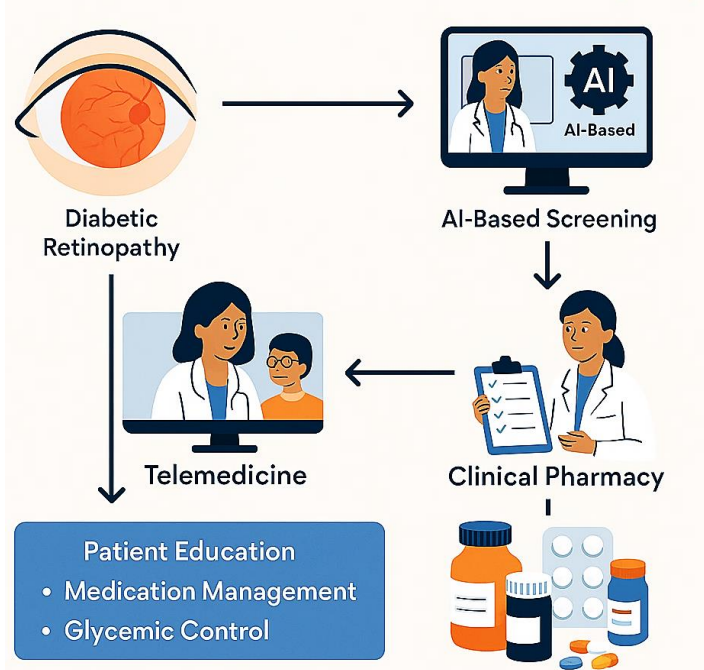 AI
AI-Based
Diabetic
Retinopathy
AI-Based Screening
Telemedicine
Clinical Pharmacy
Patient Education
• Medication Management
• Glycemic Control